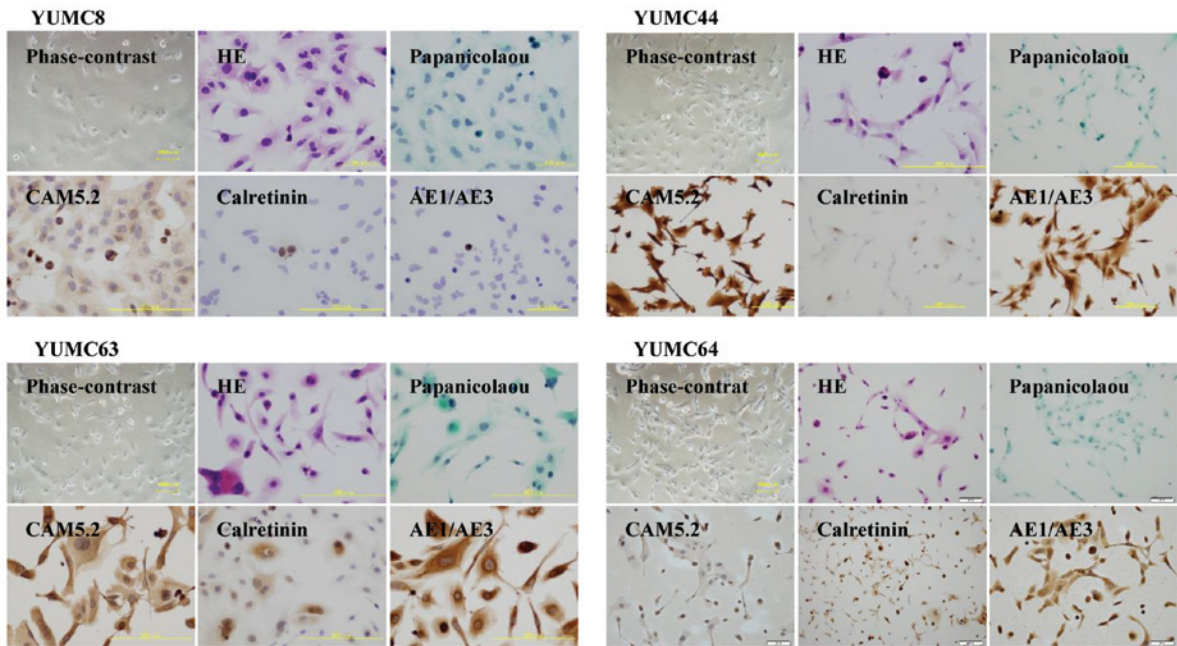 YUMC8
Phase-contrast HE Papanicolaou
CAM5.2 Calretinin AE1/AE3
YUMC44
Phase-contrast HE Papanicolaou
CAM5.2 Calretinin AE1/AE3
YUMC63
Phase-contrast HE Papanicolaou
CAM5.2 Calretinin AE1/AE3
YUMC64
Phase-contrat HE Papanicolaou
CAM5.2 Calretinin AE1/AE3